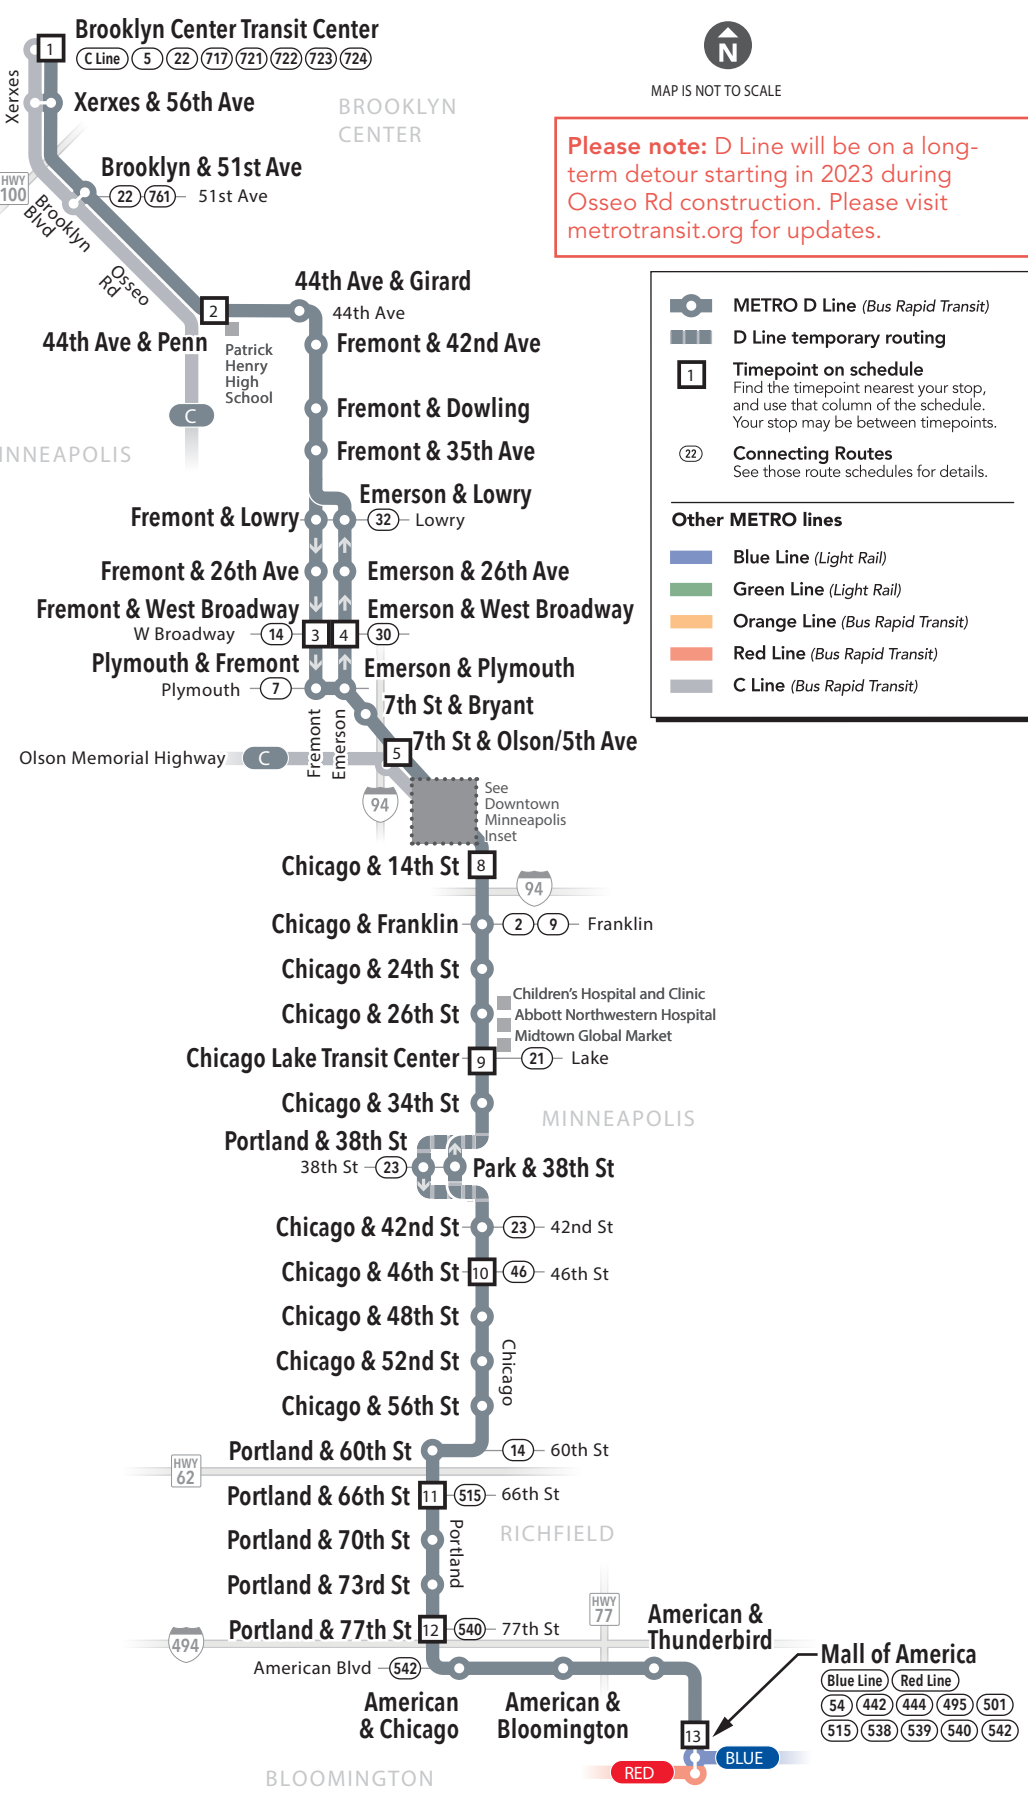 Brooklyn Center Transit Center
1
C Line 5 22 717 721 722 723 724
Xerxes
Xerxes & 56th Ave
BROOKLYN
CENTER
N
MAP IS NOT TO SCALE
Please note: D Line will be on a long-
term detour starting in 2023 during
Osseo Rd construction. Please visit
metrotransit.org for updates.
Brooklyn & 51st Ave
22 761 51st Ave
HWY
100
Brooklyn
Blvd
Osseo
Rd
44th Ave & Girard
2
44th Ave
44th Ave & Penn
Patrick
Henry
High
School
Fremont & 42nd Ave
C
Fremont & Dowling
INNEAPOLIS
Fremont & 35th Ave
METRO D Line (Bus Rapid Transit)
D Line temporary routing
1
Timepoint on schedule
Find the timepoint nearest your stop,
and use that column of the schedule.
Your stop may be between timepoints.
22
Connecting Routes
See those route schedules for details.
Other METRO lines
Blue Line (Light Rail)
Green Line (Light Rail)
Orange Line (Bus Rapid Transit)
Red Line (Bus Rapid Transit)
C Line (Bus Rapid Transit)
Emerson & Lowry
Fremont & Lowry
32 Lowry
Fremont & 26th Ave
Emerson & 26th Ave
Fremont & West Broadway
Emerson & West Broadway
W Broadway 14 3 4 30
Plymouth & Fremont
Emerson & Plymouth
Plymouth 7
7th St & Bryant
Fremont
Emerson
7th St & Olson/5th Ave
5
Olson Memorial Highway C
94
See
Downtown
Minneapolis
Inset
Chicago & 14th St 8
94
Chicago & Franklin 2 9 Franklin
Chicago & 24th St
Children's Hospital and Clinic
Chicago & 26th St
Abbott Northwestern Hospital
Midtown Global Market
Chicago Lake Transit Center 9 21 Lake
Chicago & 34th St
MINNEAPOLIS
Portland & 38th St
38th St 23
Park & 38th St
Chicago & 42nd St 23 42nd St
Chicago & 46th St 10 46 46th St
Chicago & 48th St
Chicago & 52nd St
Chicago
Chicago & 56th St
Portland & 60th St 14 60th St
HWY
62
Portland & 66th St 11 515 66th St
RICHFIELD
Portland & 70th St
Portland
Portland & 73rd St
HWY
77
Portland & 77th St 12 540 77th St
494
American &
Thunderbird
American Blvd 542
American
& Chicago
American &
Bloomington
Mall of America
Blue Line Red Line
54 442 444 495 501
515 538 539 540 542
13
BLUE
RED
BLOOMINGTON